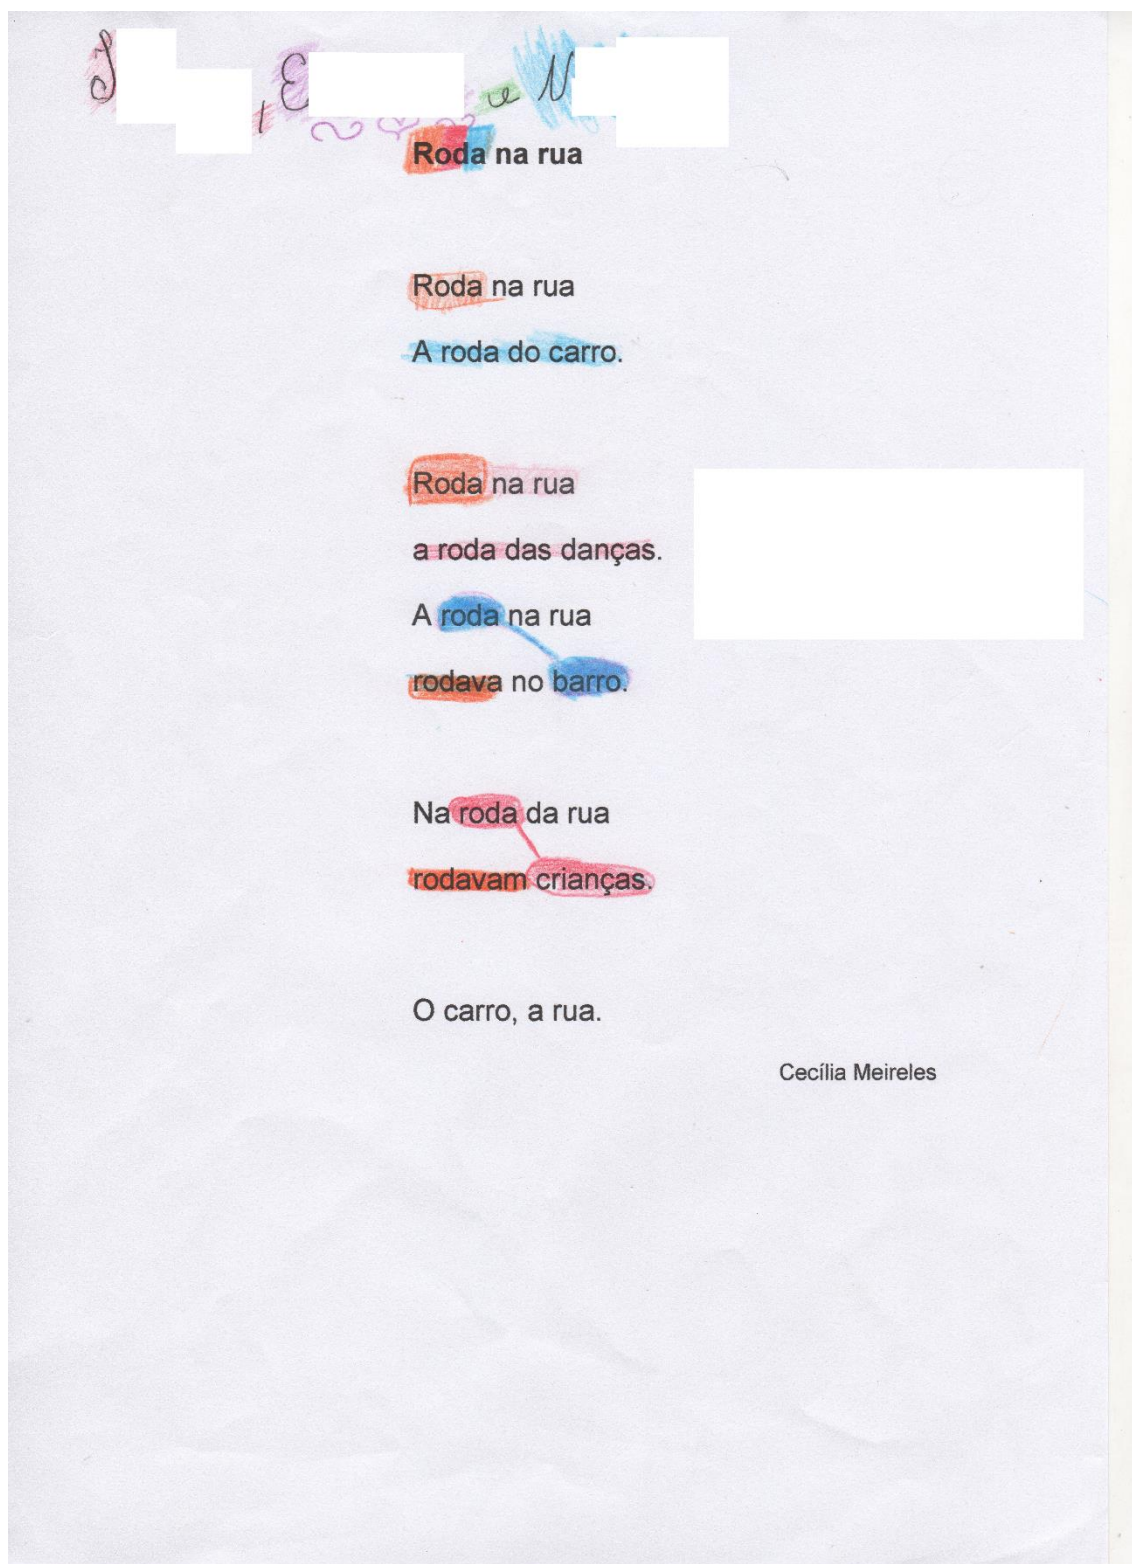 J , E e N
Roda na rua
Roda na rua
A roda do carro.
Roda na rua
a roda das danças.
A roda na rua
rodava no barro.
Na roda da rua
rodavam crianças.
O carro, a rua.
Cecília Meireles